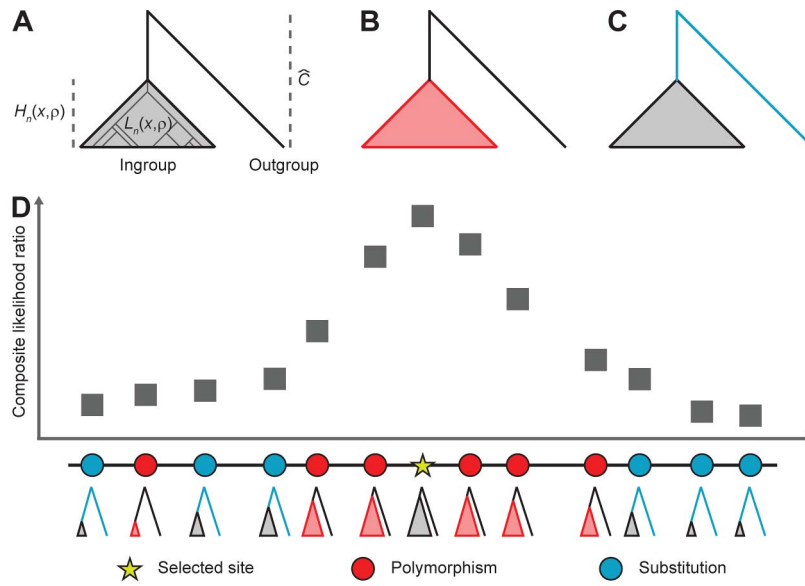 A
B
C
Hn(x,ρ)
Ln(x,ρ)
Ĉ
Ingroup
Outgroup
D
Composite likelihood ratio
Selected site
Polymorphism
Substitution